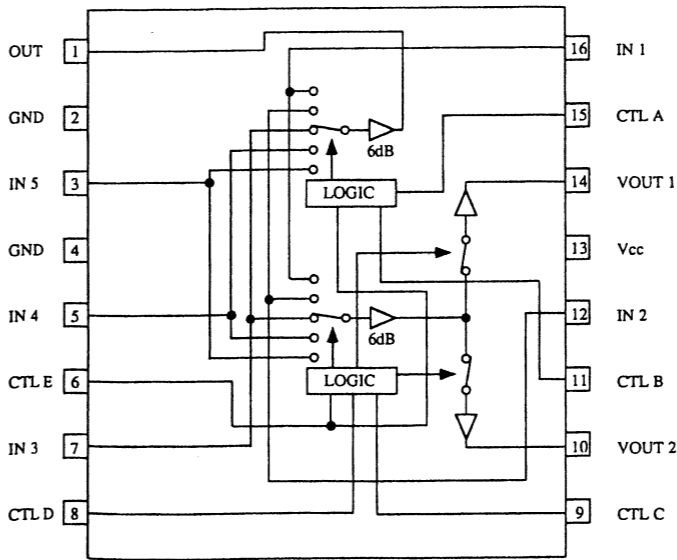 OUT 1
16 IN 1
GND 2
15 CTL A
6dB
IN 5 3
14 VOUT 1
LOGIC
GND 4
13 Vcc
IN 4 5
12 IN 2
6dB
CTL E 6
LOGIC
11 CTL B
IN 3 7
10 VOUT 2
CTL D 8
9 CTL C